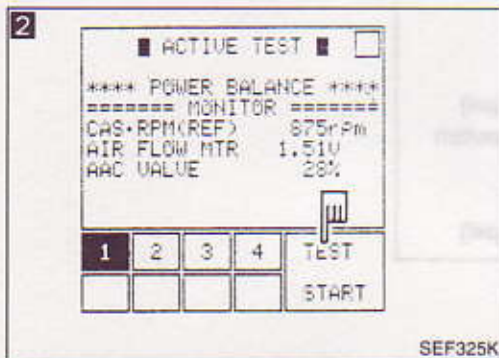 2
ACTIVE TEST
**** POWER BALANCE ****
======= MONITOR =======
CAS•RPM(REF) 875rpm
AIR FLOW MTR 1.51V
AAC VALVE 28%
1 2 3 4 TEST
START
SEF325K